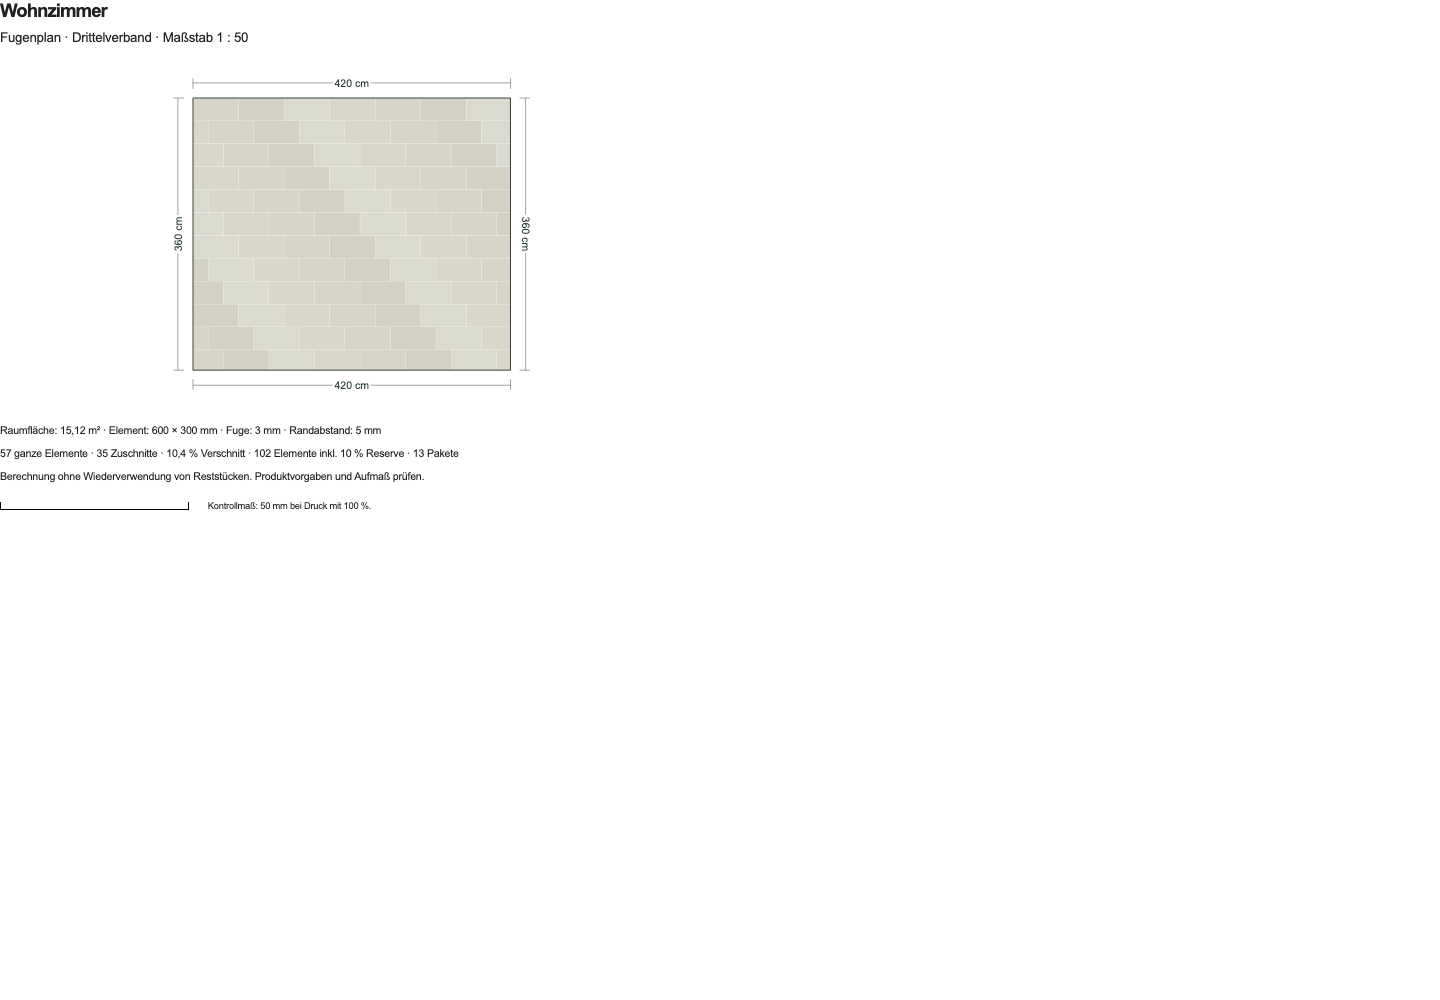 Wohnzimmer
Fugenplan · Drittelverband · Maßstab 1 : 50
420 cm
360 cm
360 cm
420 cm
Raumfläche: 15,12 m² · Element: 600 × 300 mm · Fuge: 3 mm · Randabstand: 5 mm
57 ganze Elemente · 35 Zuschnitte · 10,4 % Verschnitt · 102 Elemente inkl. 10 % Reserve · 13 Pakete
Berechnung ohne Wiederverwendung von Reststücken. Produktvorgaben und Aufmaß prüfen.
Kontrollmaß: 50 mm bei Druck mit 100 %.